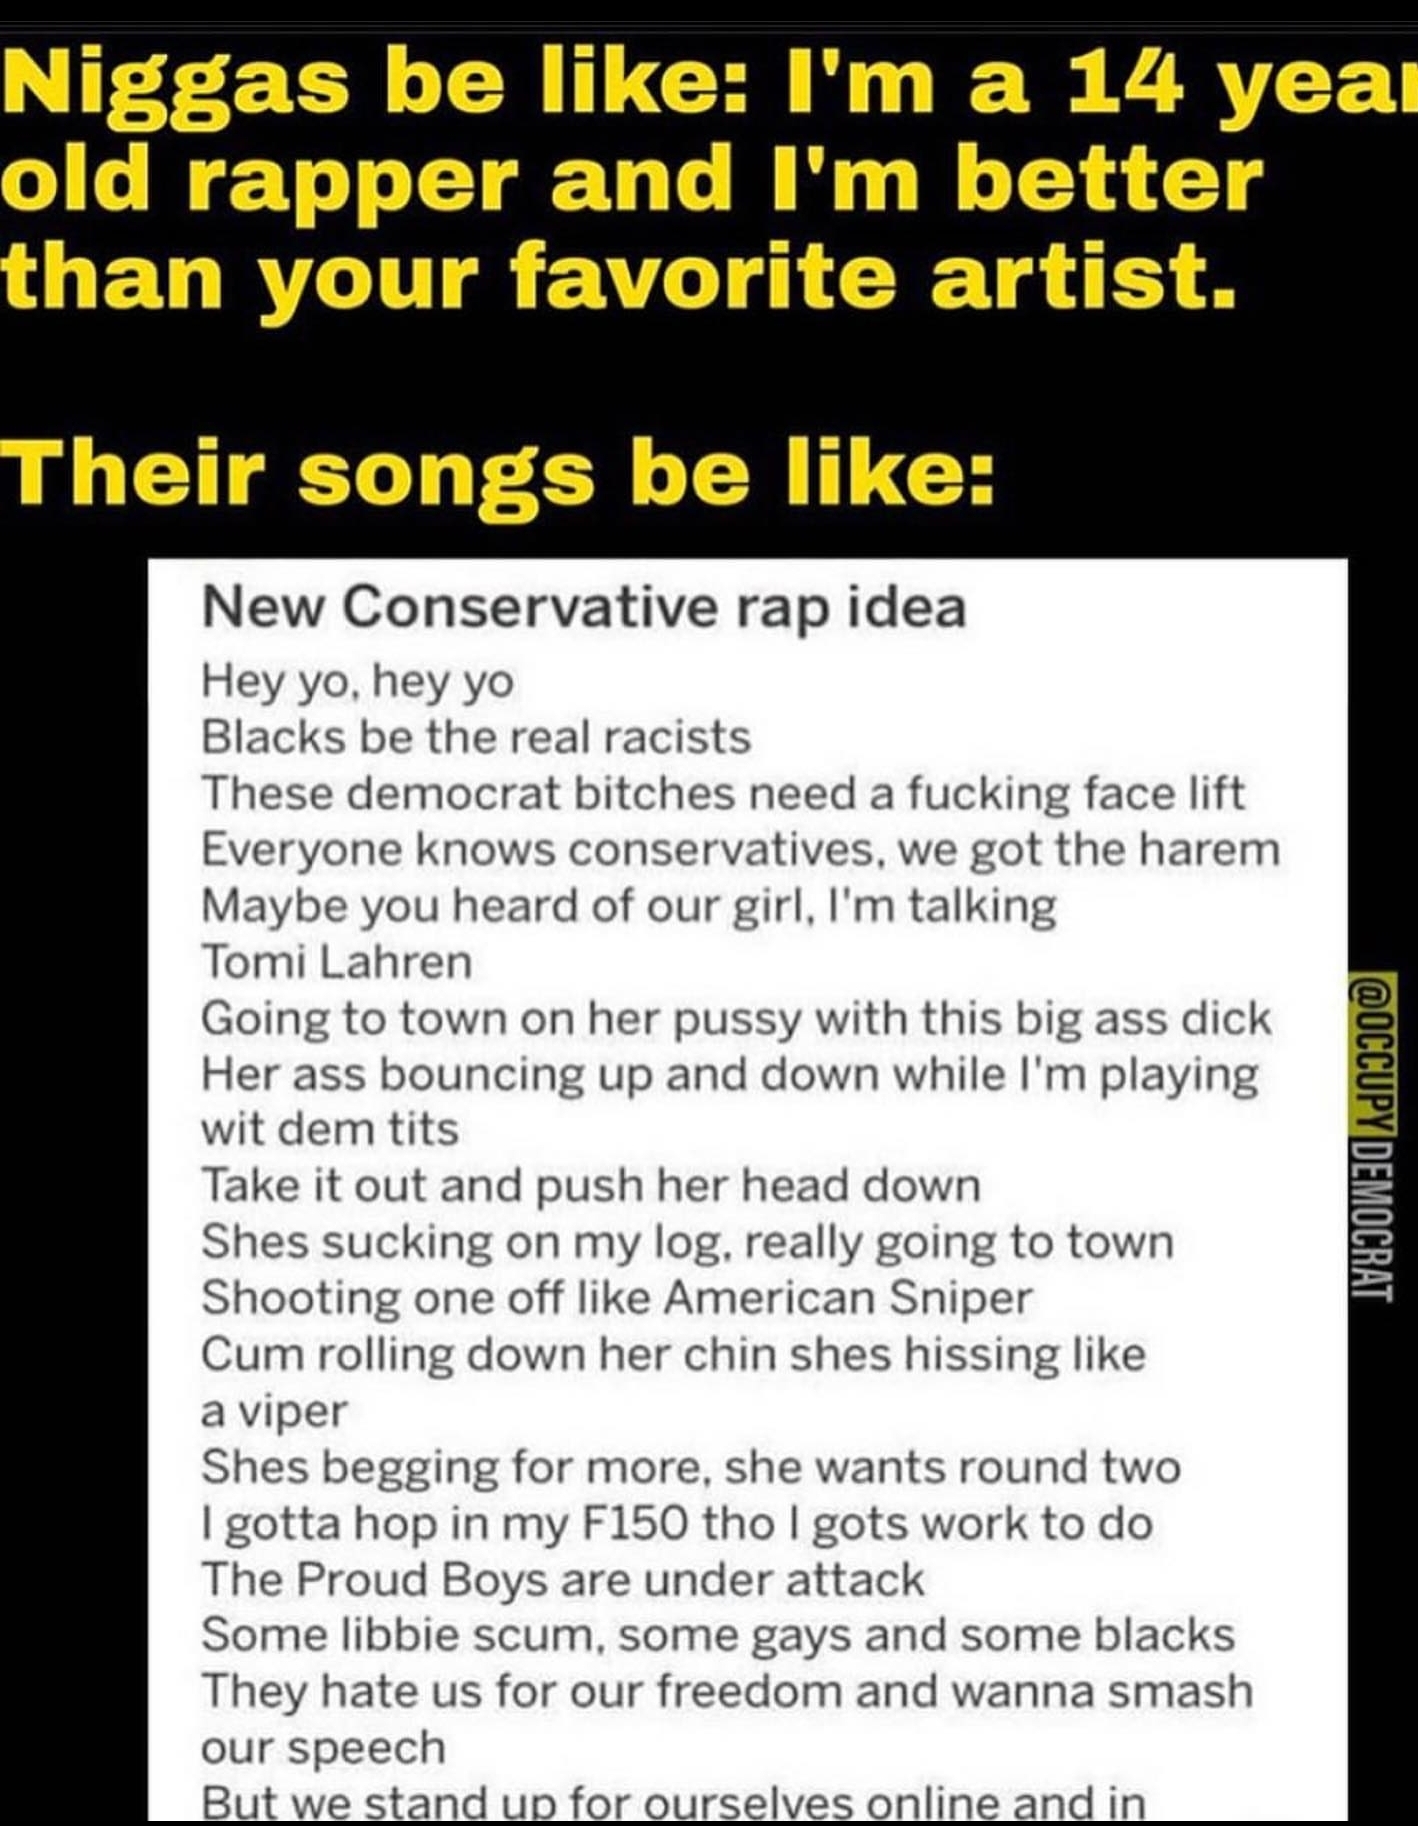 Niggas be like: I'm a 14 year
old rapper and I'm better
than your favorite artist.
Their songs be like:
New Conservative rap idea
Hey yo, hey yo
Blacks be the real racists
These democrat bitches need a fucking face lift
Everyone knows conservatives, we got the harem
Maybe you heard of our girl, I'm talking
Tomi Lahren
Going to town on her pussy with this big ass dick
Her ass bouncing up and down while I'm playing
wit dem tits
Take it out and push her head down
Shes sucking on my log, really going to town
Shooting one off like American Sniper
Cum rolling down her chin shes hissing like
a viper
Shes begging for more, she wants round two
I gotta hop in my F150 tho I gots work to do
The Proud Boys are under attack
Some libbie scum, some gays and some blacks
They hate us for our freedom and wanna smash
our speech
But we stand up for ourselves online and in
@OCCUPY DEMOCRAT